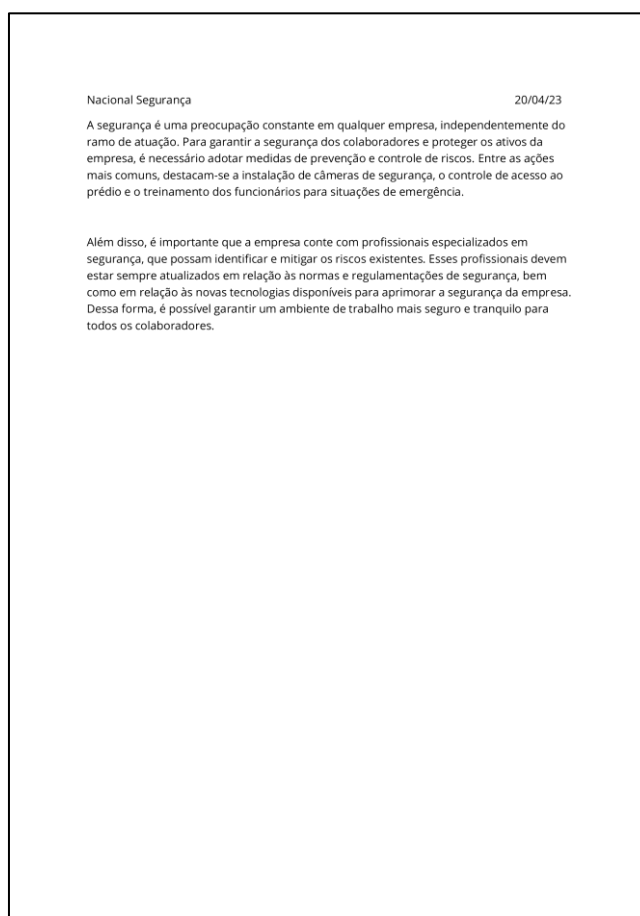 Nacional Segurança 20/04/23
A segurança é uma preocupação constante em qualquer empresa, independentemente do
ramo de atuação. Para garantir a segurança dos colaboradores e proteger os ativos da
empresa, é necessário adotar medidas de prevenção e controle de riscos. Entre as ações
mais comuns, destacam-se a instalação de câmeras de segurança, o controle de acesso ao
prédio e o treinamento dos funcionários para situações de emergência.
Além disso, é importante que a empresa conte com profissionais especializados em
segurança, que possam identificar e mitigar os riscos existentes. Esses profissionais devem
estar sempre atualizados em relação às normas e regulamentações de segurança, bem
como em relação às novas tecnologias disponíveis para aprimorar a segurança da empresa.
Dessa forma, é possível garantir um ambiente de trabalho mais seguro e tranquilo para
todos os colaboradores.